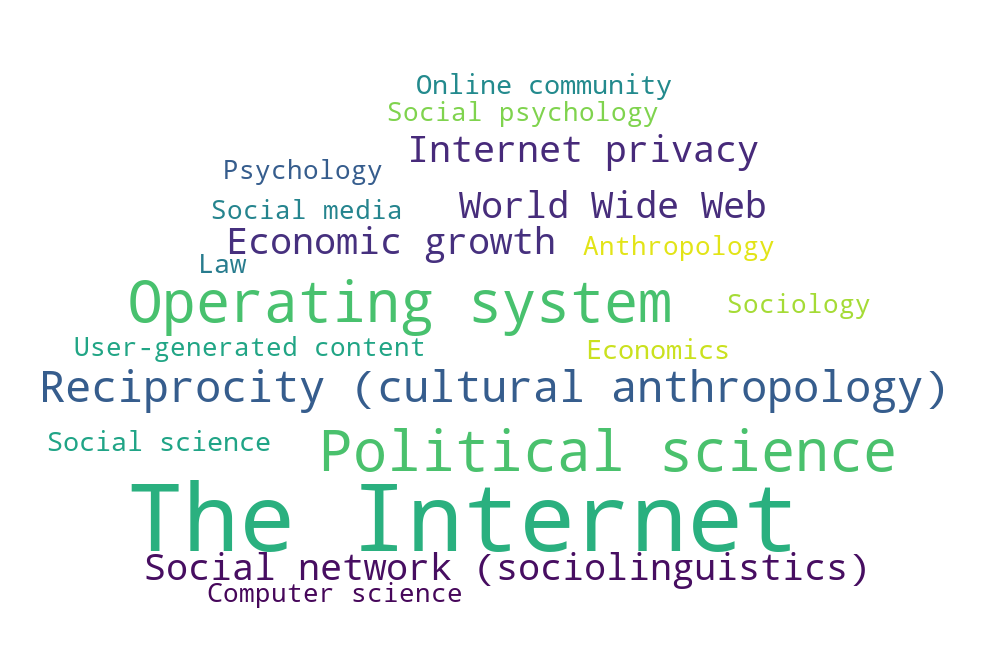 Online community
Social psychology
Internet privacy
Psychology
World Wide Web
Social media
Economic growth
Anthropology
Law
Operating system
Sociology
User-generated content
Economics
Reciprocity (cultural anthropology)
Social science
Political science
The Internet
Social network (sociolinguistics)
Computer science